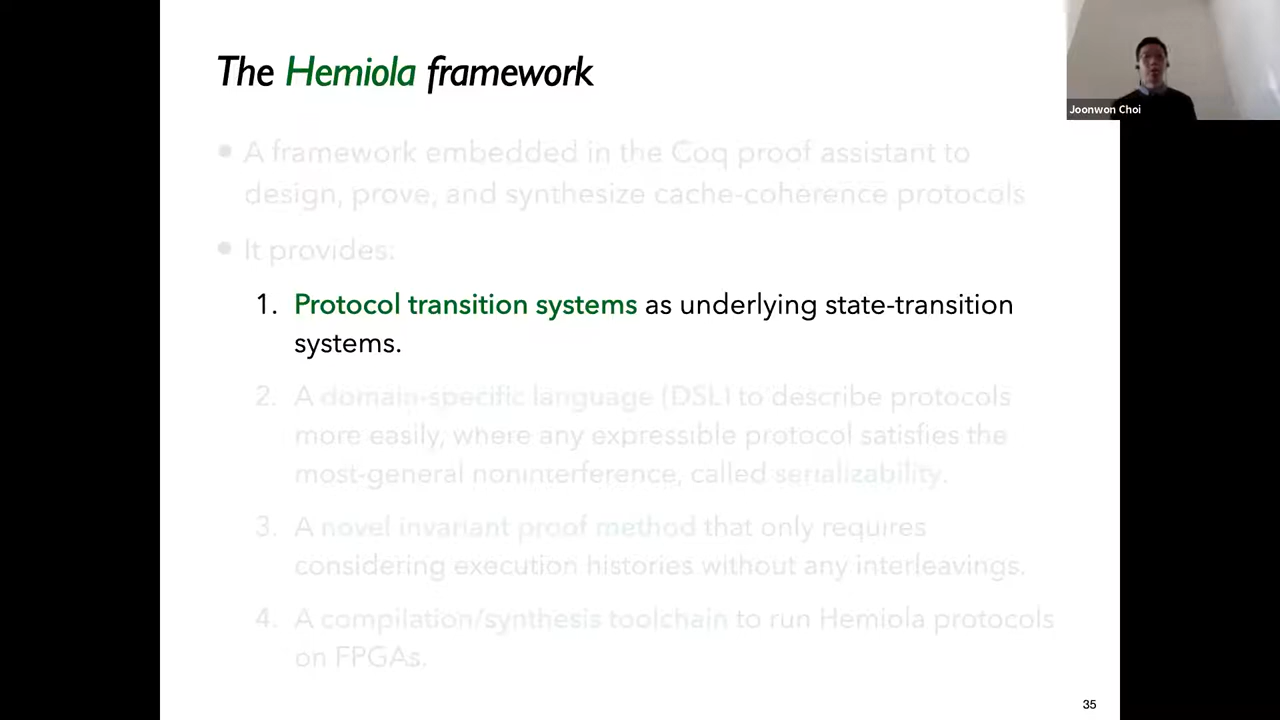 The Hemiola framework
Joonwon Choi
• A framework embedded in the Coq proof assistant to
design, prove, and synthesize cache-coherence protocols
• It provides:
1. Protocol transition systems as underlying state-transition
systems.
2. A domain-specific language (DSL) to describe protocols
more easily, where any expressible protocol satisfies the
most-general noninterference, called serializability.
3. A novel invariant proof method that only requires
considering execution histories without any interleavings.
4. A compilation/synthesis toolchain to run Hemiola protocols
on FPGAs.
35